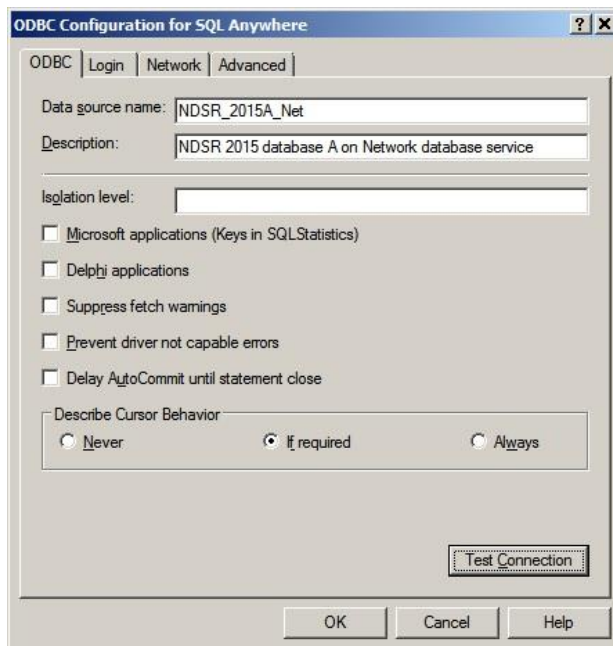 ODBC Configuration for SQL Anywhere
ODBC Login Network Advanced
Data source name: NDSR_2015A_Net
Description: NDSR 2015 database A on Network database service
Isolation level:
Microsoft applications (Keys in SQLStatistics)
Delphi applications
Suppress fetch warnings
Prevent driver not capable errors
Delay AutoCommit until statement close
Describe Cursor Behavior
Never If required Always
Test Connection
OK Cancel Help